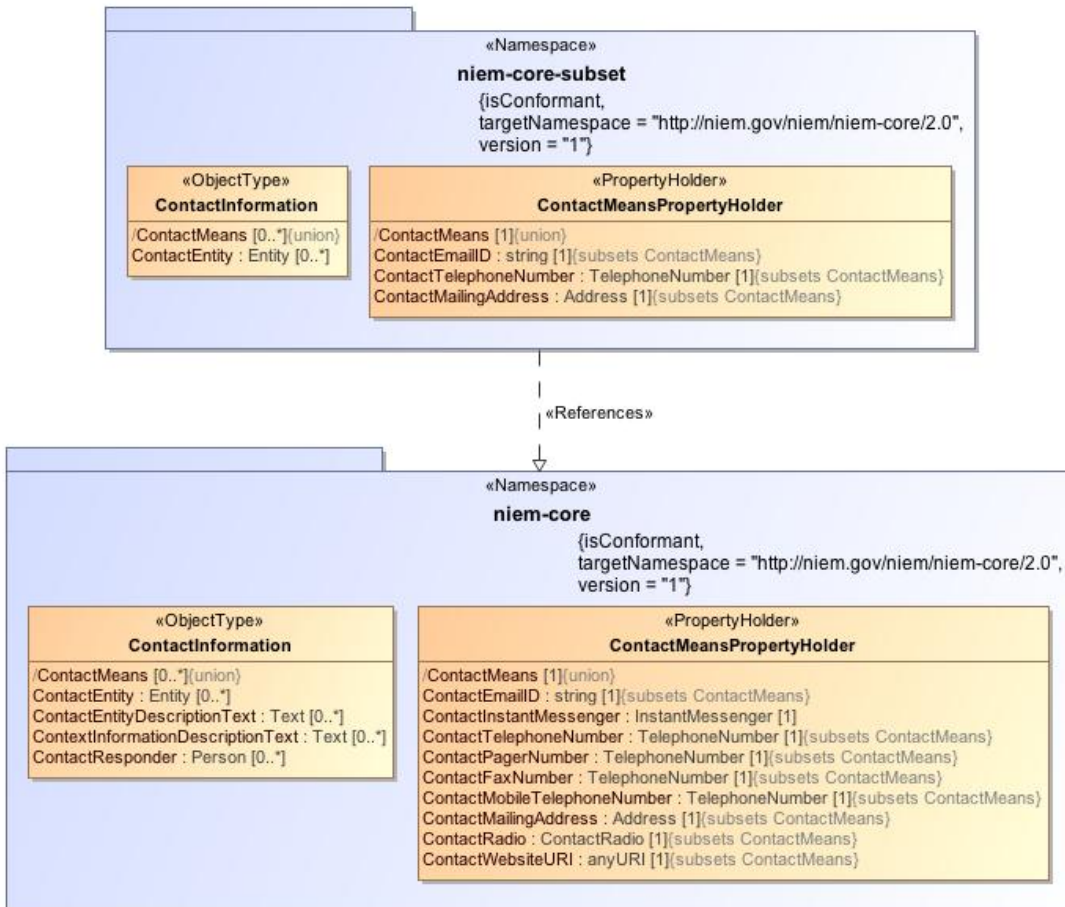 «Namespace»
niem-core-subset
{isConformant,
targetNamespace = "http://niem.gov/niem/niem-core/2.0",
version = "1"}
«ObjectType»
ContactInformation
/ContactMeans [0..*]{union}
ContactEntity : Entity [0..*]
«PropertyHolder»
ContactMeansPropertyHolder
/ContactMeans [1]{union}
ContactEmailID : string [1]{subsets ContactMeans}
ContactTelephoneNumber : TelephoneNumber [1]{subsets ContactMeans}
ContactMailingAddress : Address [1]{subsets ContactMeans}
«References»
«Namespace»
niem-core
{isConformant,
targetNamespace = "http://niem.gov/niem/niem-core/2.0",
version = "1"}
«ObjectType»
ContactInformation
/ContactMeans [0..*]{union}
ContactEntity : Entity [0..*]
ContactEntityDescriptionText : Text [0..*]
ContextInformationDescriptionText : Text [0..*]
ContactResponder : Person [0..*]
«PropertyHolder»
ContactMeansPropertyHolder
/ContactMeans [1]{union}
ContactEmailID : string [1]{subsets ContactMeans}
ContactInstantMessenger : InstantMessenger [1]
ContactTelephoneNumber : TelephoneNumber [1]{subsets ContactMeans}
ContactPagerNumber : TelephoneNumber [1]{subsets ContactMeans}
ContactFaxNumber : TelephoneNumber [1]{subsets ContactMeans}
ContactMobileTelephoneNumber : TelephoneNumber [1]{subsets ContactMeans}
ContactMailingAddress : Address [1]{subsets ContactMeans}
ContactRadio : ContactRadio [1]{subsets ContactMeans}
ContactWebsiteURI : anyURI [1]{subsets ContactMeans}